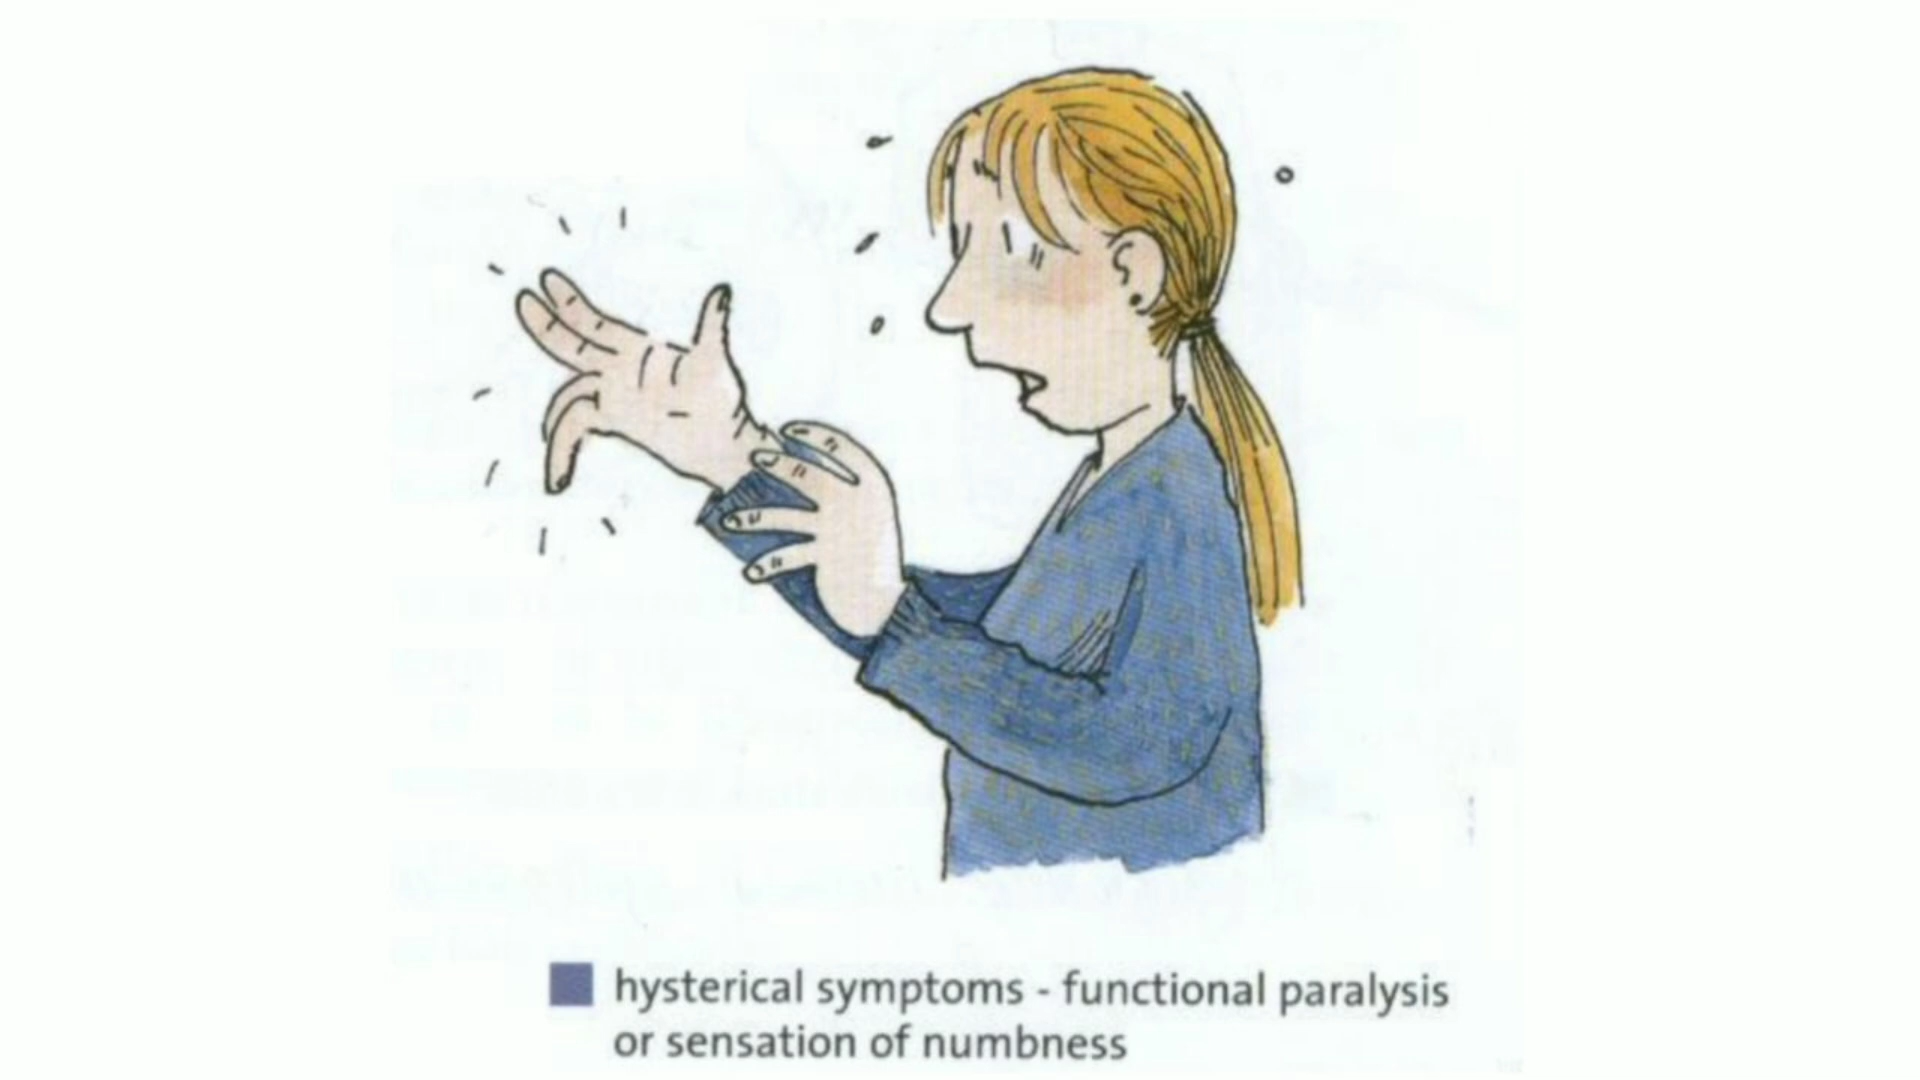 hysterical symptoms - functional paralysis
or sensation of numbness